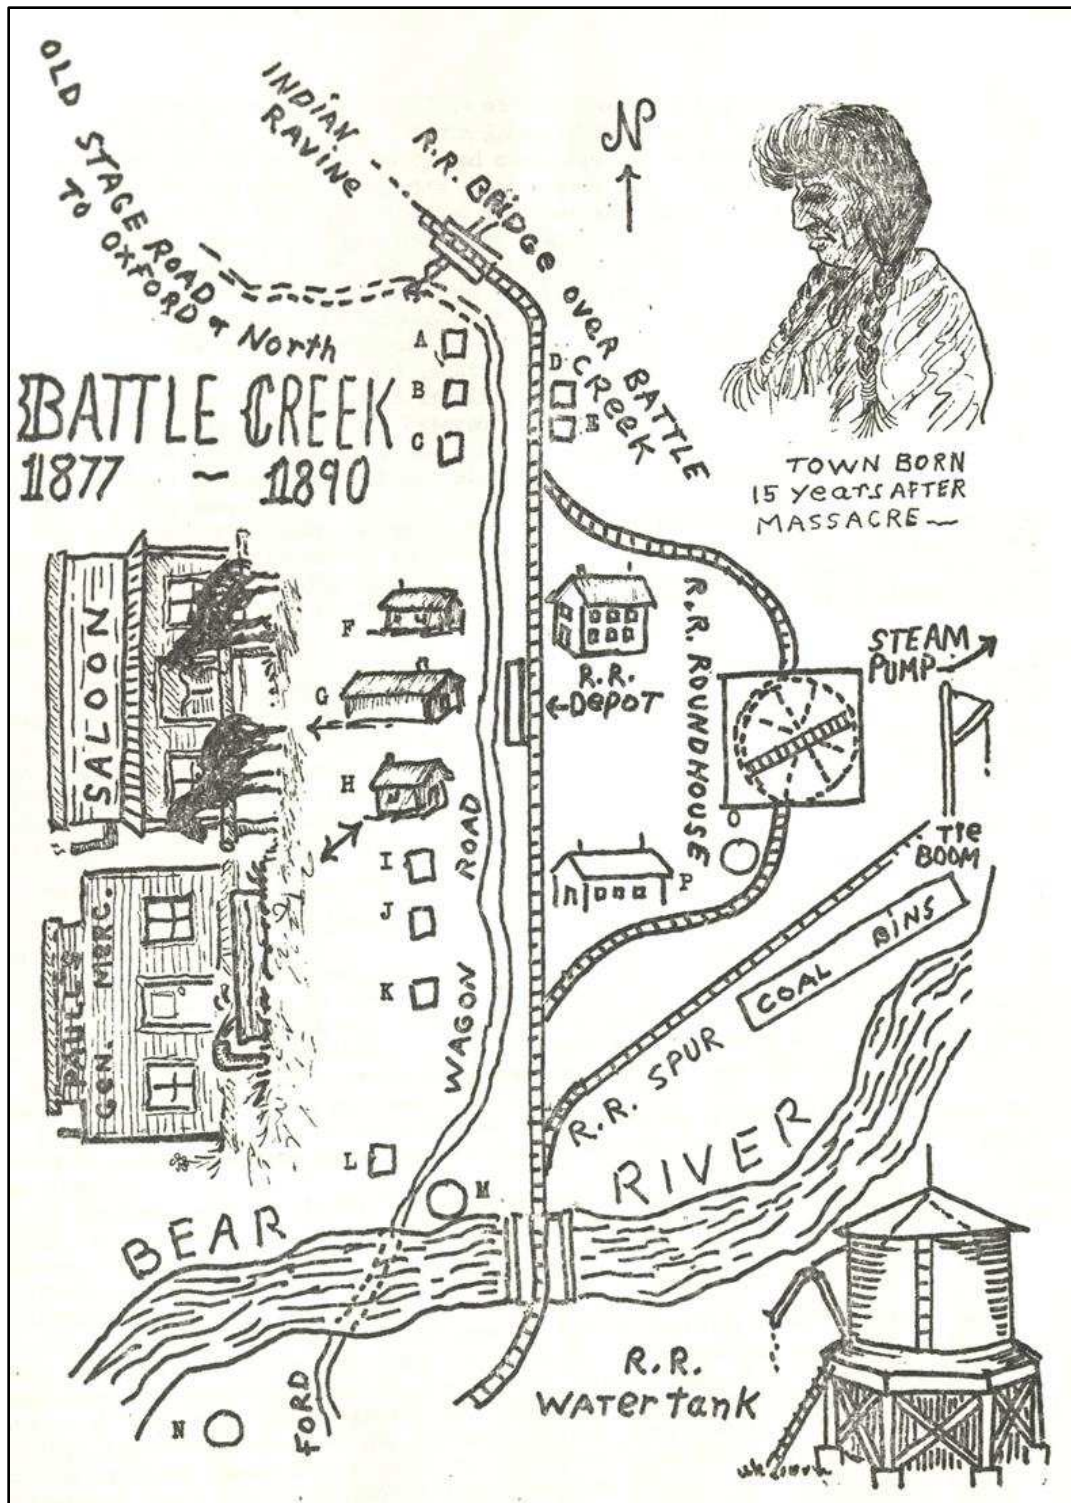 OLD STAGE ROAD
TO OXFORD & North
INDIAN
RAVINE
R.R. BRIDGE over BATTLE
CREEK
N
A
B
C
D
E
BATTLE CREEK
1877 ~ 1890
TOWN BORN
15 years AFTER
MASSACRE
SALOON
F
G
H
R.R.
DEPOT
R.R. ROUNDHOUSE
STEAM
PUMP
Tie
BOOM
P
I
J
K
WAGON ROAD
COAL BINS
R.R. SPUR
Gen. Merc.
L
M
BEAR RIVER
N
FORD
R.R.
WATER tank